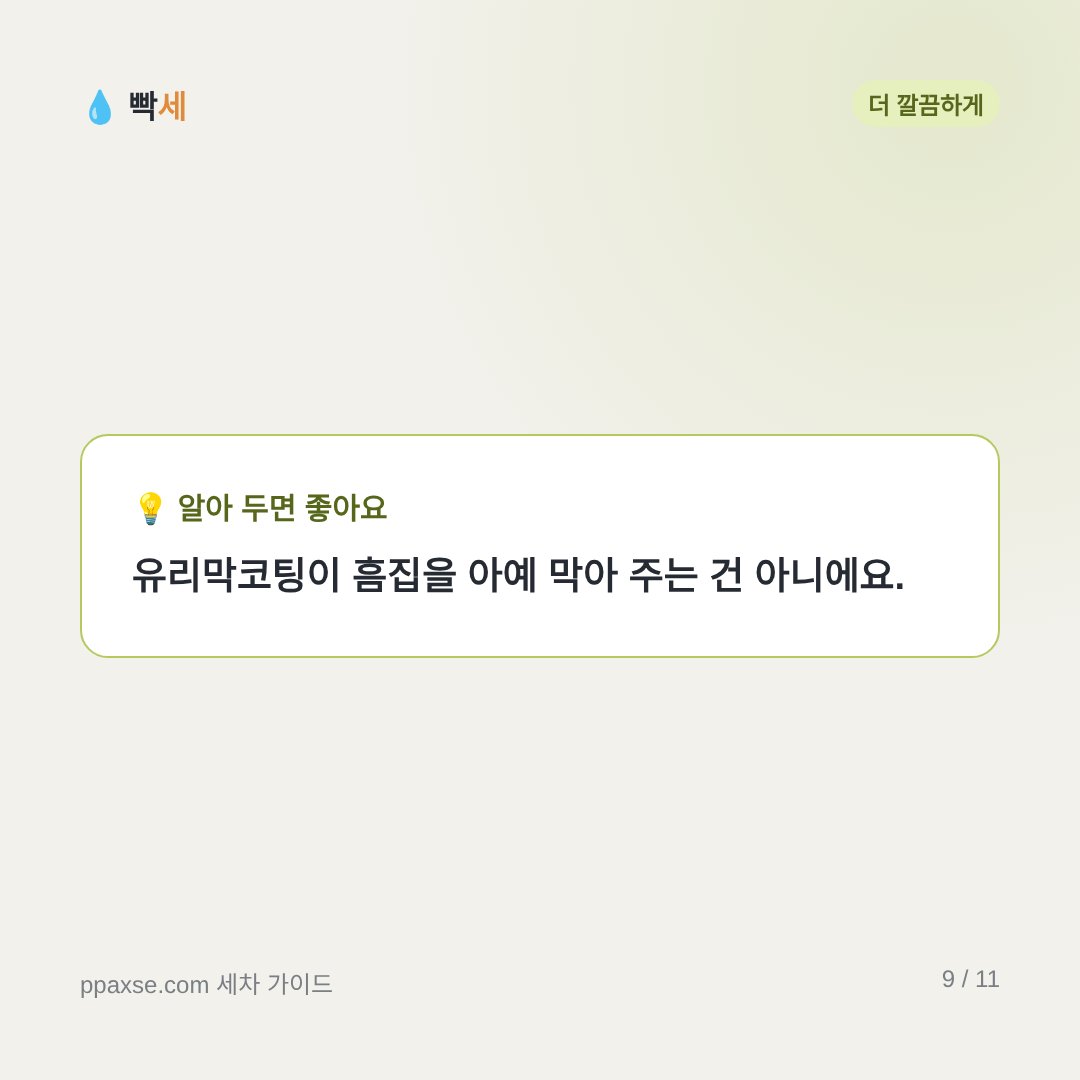 💧 빡세
더 깔끔하게
💡 알아 두면 좋아요
유리막코팅이 흠집을 아예 막아 주는 건 아니에요.
ppaxse.com 세차 가이드
9 / 11